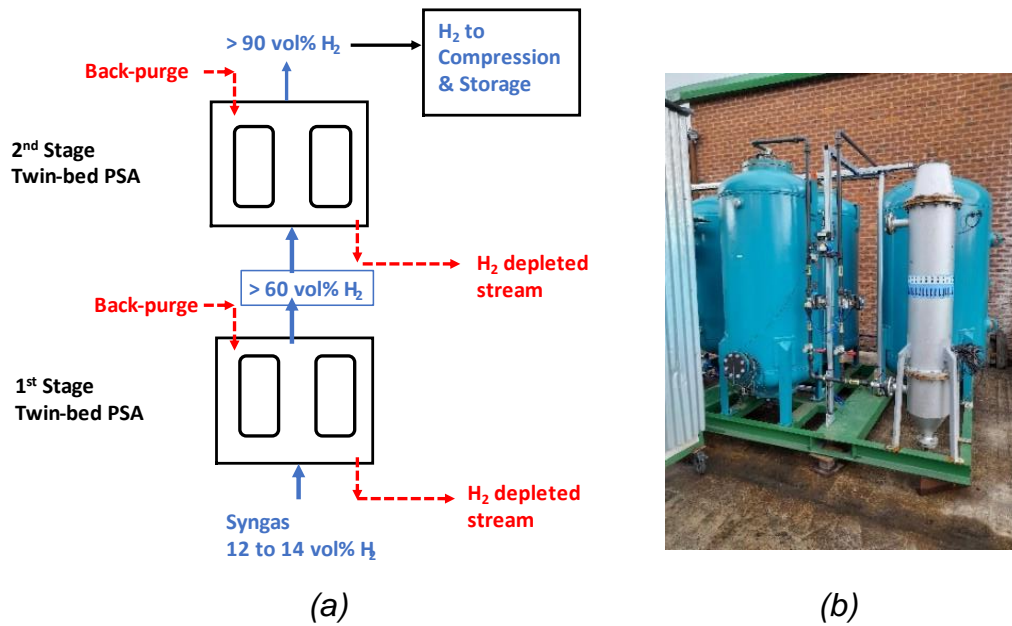 > 90 vol% H2
H2 to
Compression
& Storage
Back-purge
2nd Stage
Twin-bed PSA
H2 depleted
stream
> 60 vol% H2
Back-purge
1st Stage
Twin-bed PSA
H2 depleted
stream
Syngas
12 to 14 vol% H2
(a)
(b)